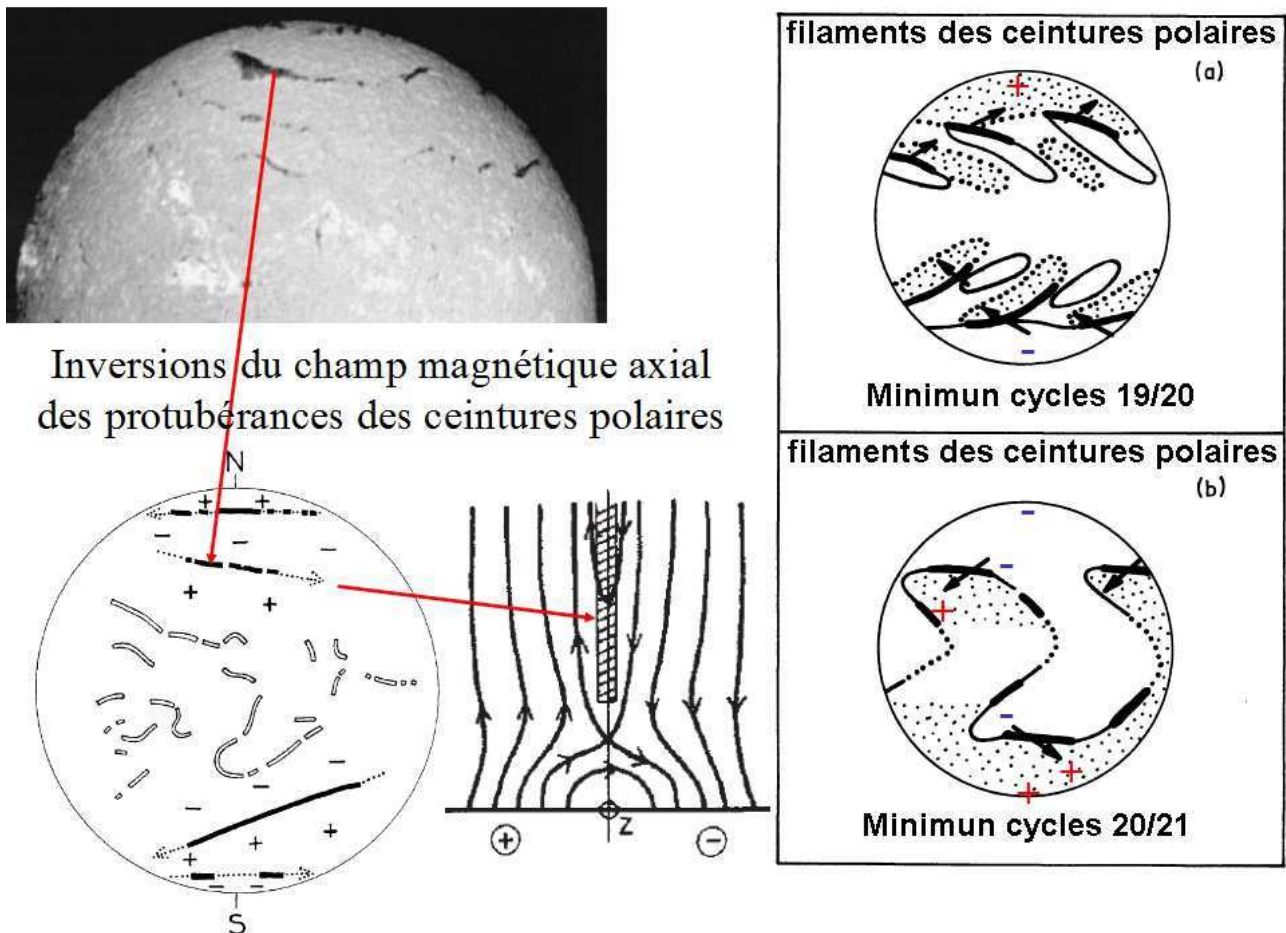 Inversions du champ magnétique axial
des protubérances des ceintures polaires
N
+ +
− − −
+ +
− − −
+ + +
+
− −
S
Z
+ −
filaments des ceintures polaires
(a)
+
-
Minimun cycles 19/20
filaments des ceintures polaires
(b)
-
-
+
-
+
+
Minimun cycles 20/21